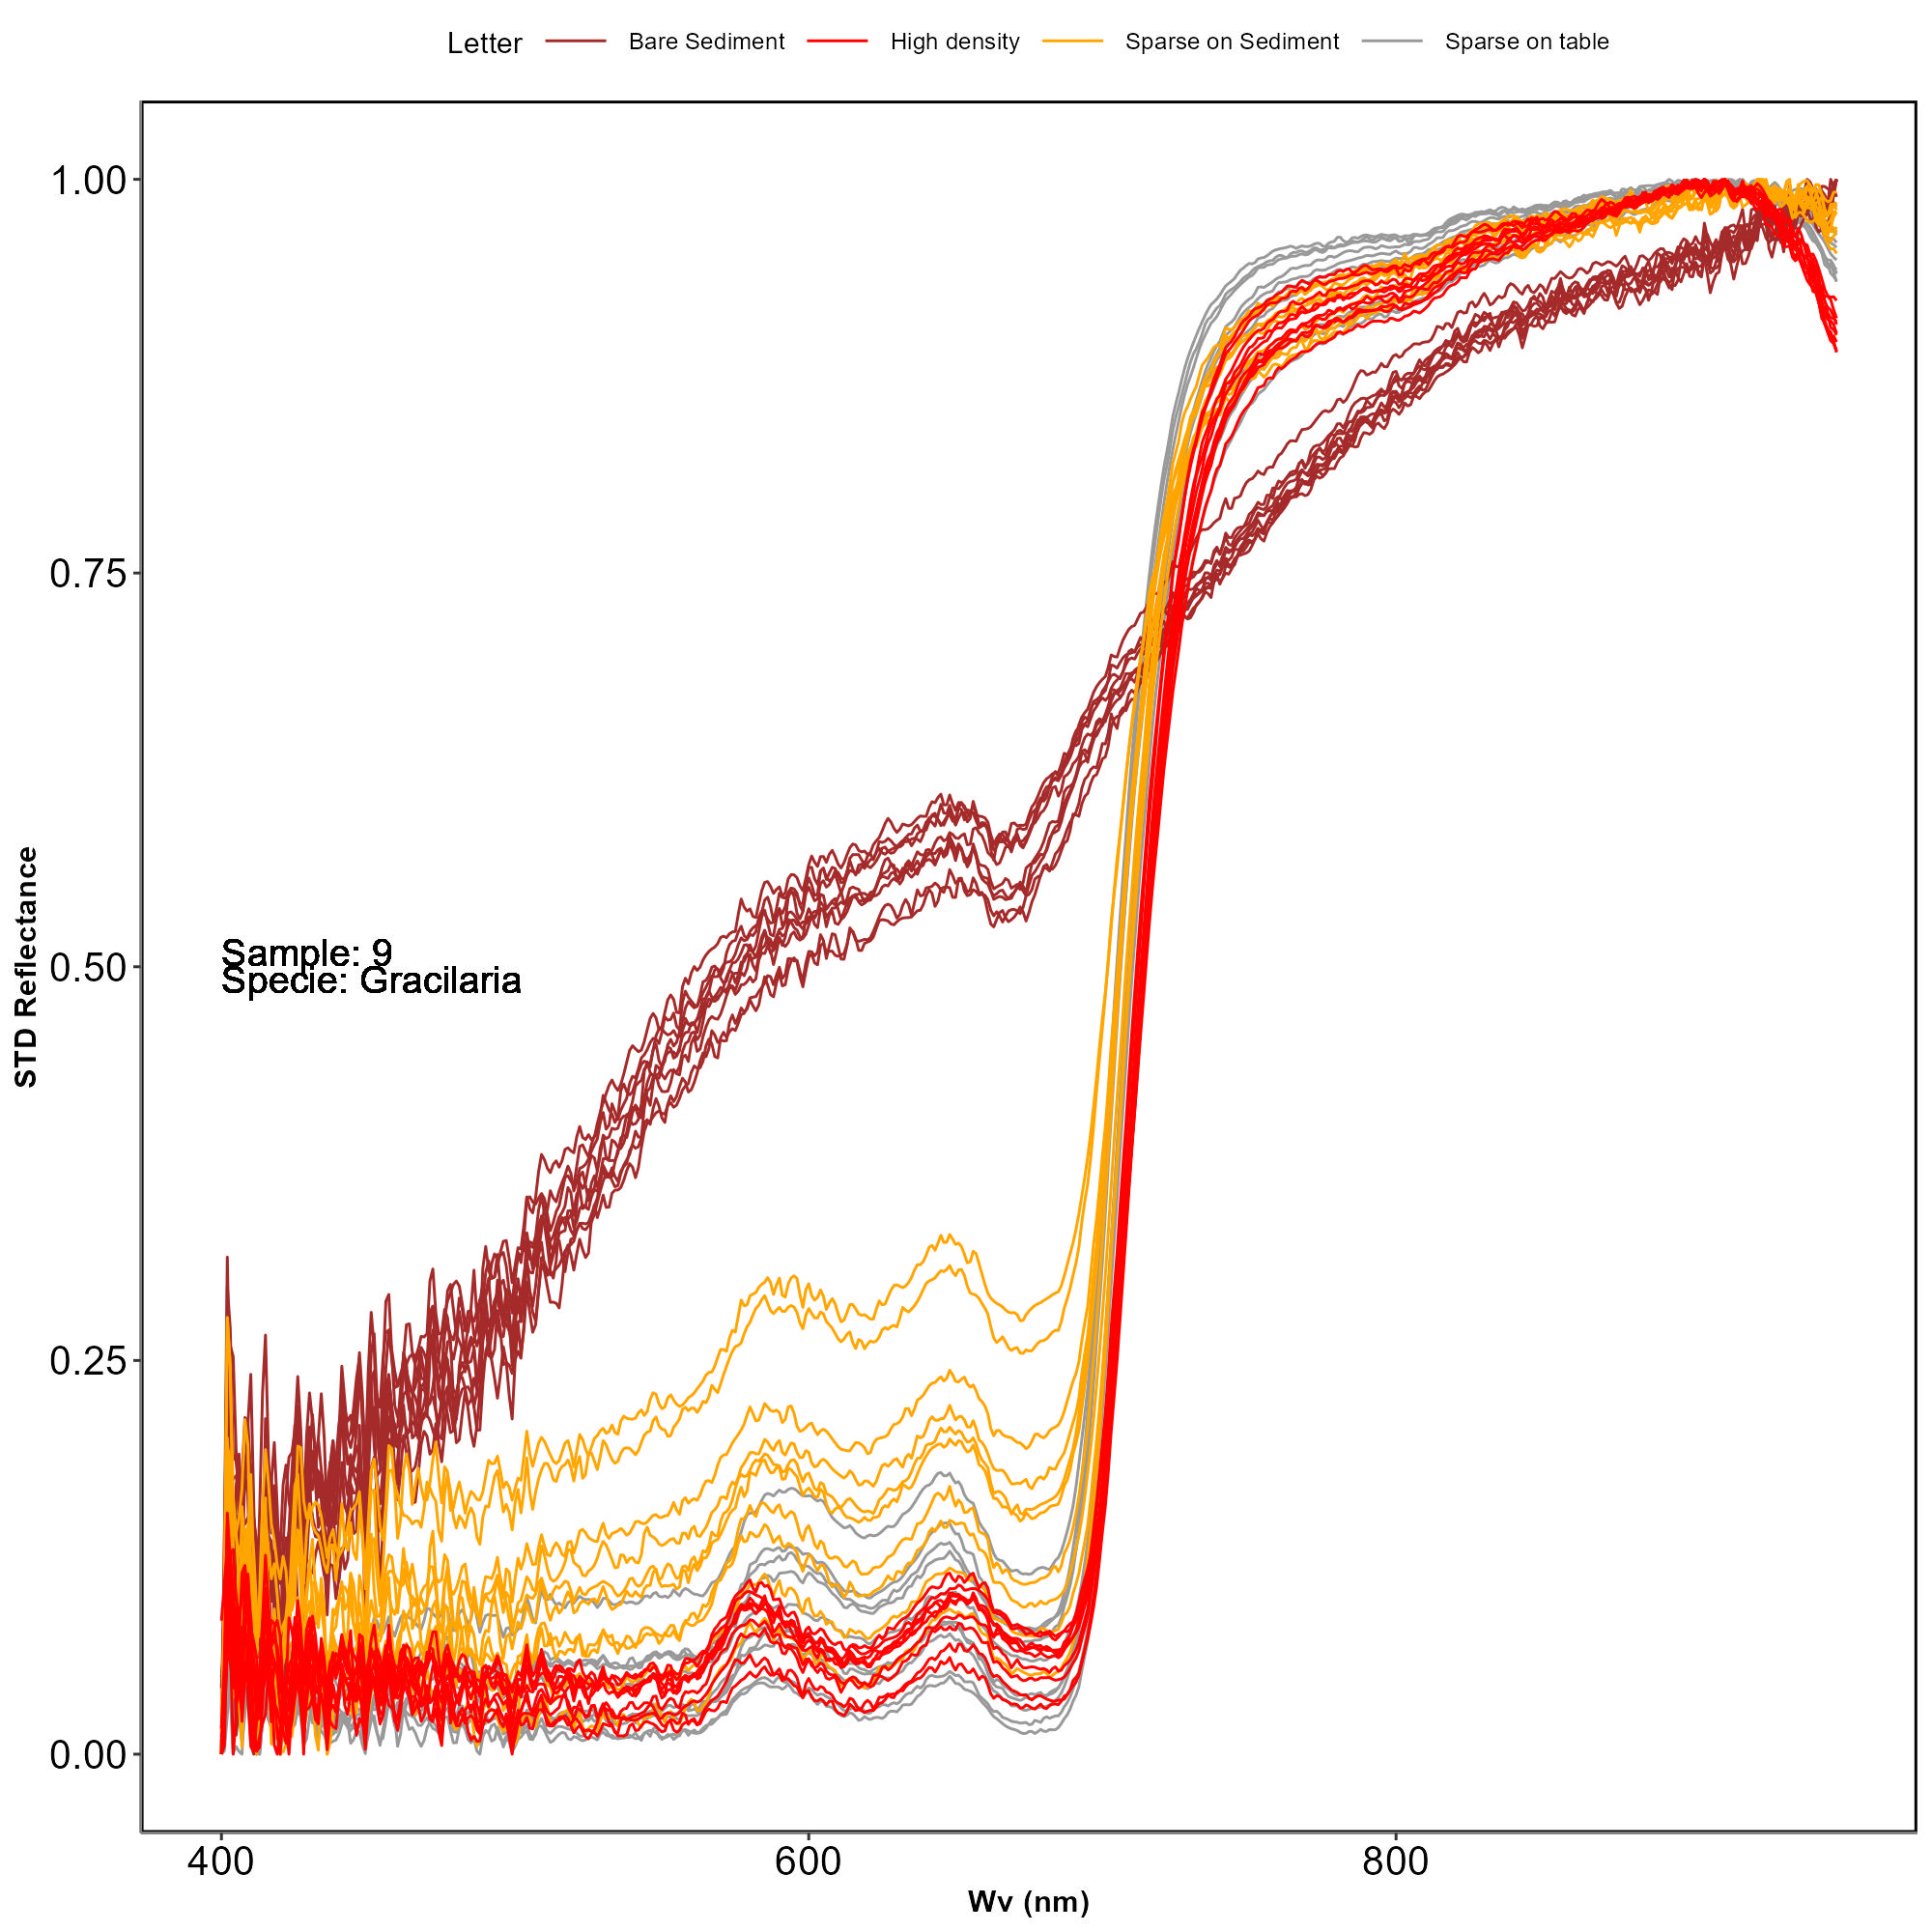 Letter Bare Sediment High density Sparse on Sediment Sparse on table
1.00
0.75
0.50
0.25
0.00
STD Reflectance
Sample: 9
Specie: Gracilaria
400 600 800
Wv (nm)